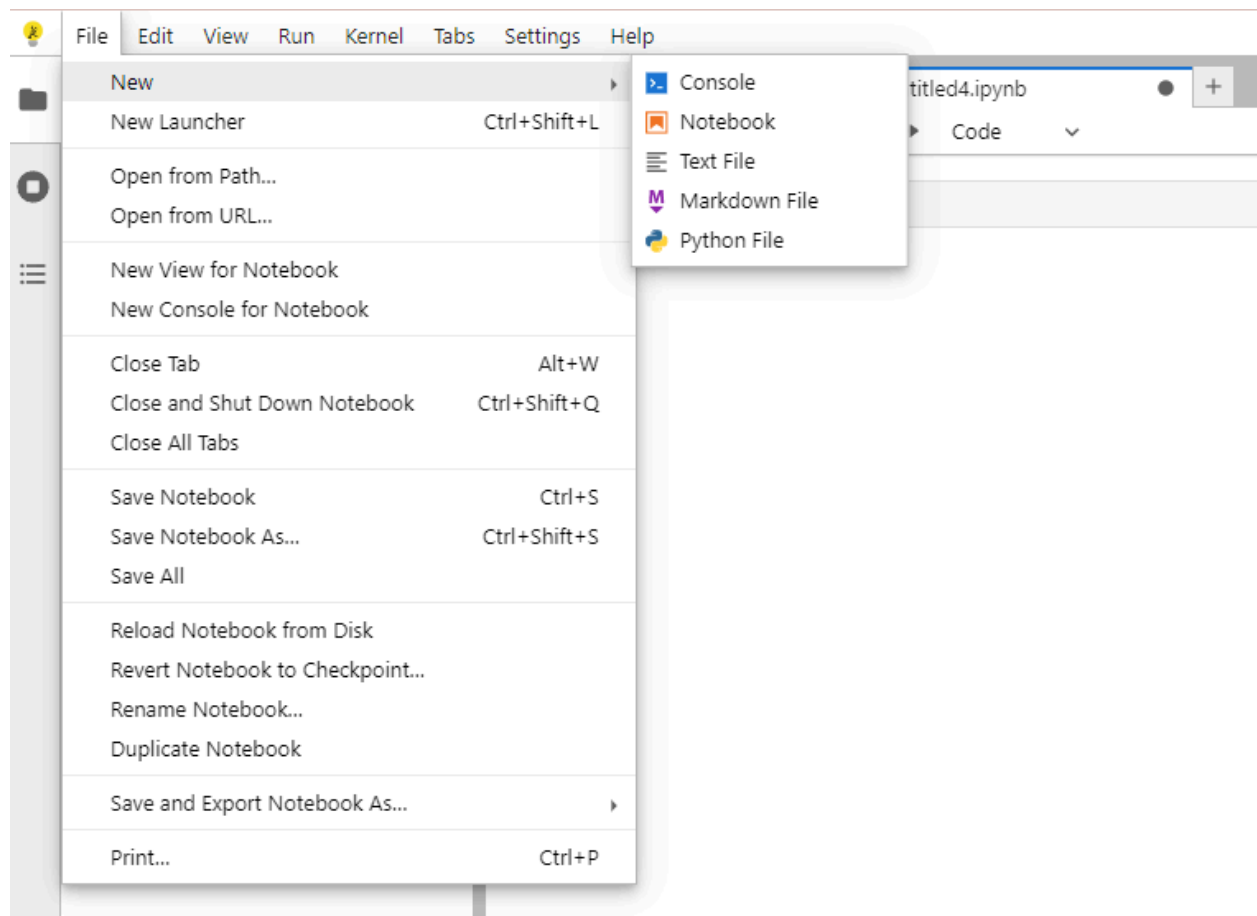 File Edit View Run Kernel Tabs Settings Help
New
New Launcher Ctrl+Shift+L
Open from Path...
Open from URL...
New View for Notebook
New Console for Notebook
Close Tab Alt+W
Close and Shut Down Notebook Ctrl+Shift+Q
Close All Tabs
Save Notebook Ctrl+S
Save Notebook As... Ctrl+Shift+S
Save All
Reload Notebook from Disk
Revert Notebook to Checkpoint...
Rename Notebook...
Duplicate Notebook
Save and Export Notebook As...
Print... Ctrl+P
Console
Notebook
Text File
Markdown File
Python File
titled4.ipynb
Code